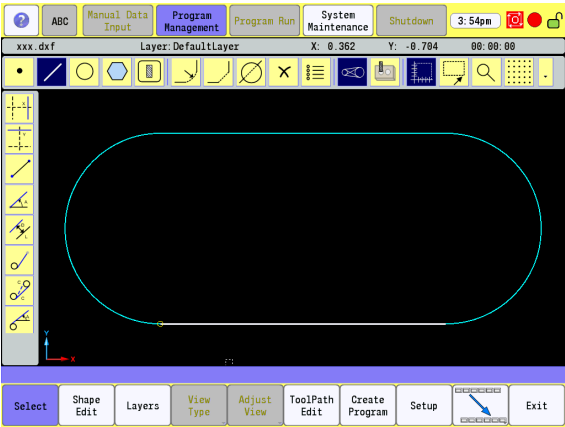 ?
ABC
Manual Data
Input
Program
Management
Program Run
System
Maintenance
Shutdown
3:54pm
xxx.dxf Layer:DefaultLayer X: 0.362 Y: -0.704 00:00:00
Y
X
Select
Shape
Edit
Layers
View
Type
Adjust
View
ToolPath
Edit
Create
Program
Setup
Exit